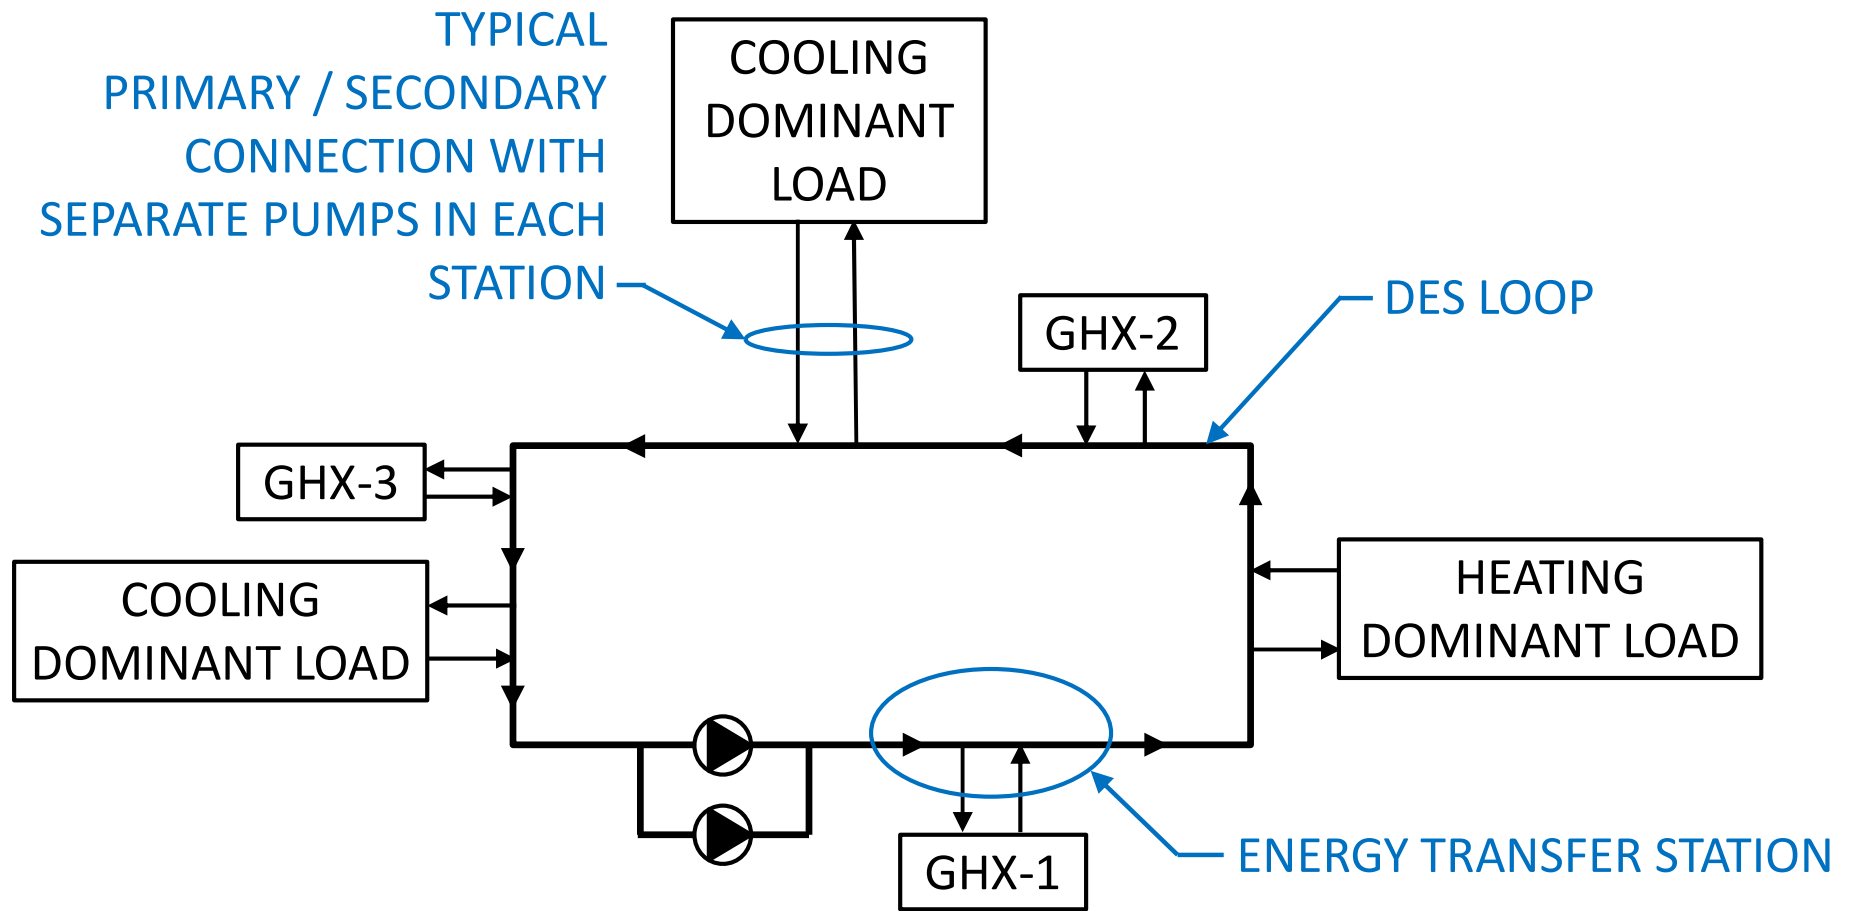 TYPICAL
PRIMARY / SECONDARY
CONNECTION WITH
SEPARATE PUMPS IN EACH
STATION
COOLING
DOMINANT
LOAD
DES LOOP
GHX-2
GHX-3
COOLING
DOMINANT LOAD
HEATING
DOMINANT LOAD
GHX-1
ENERGY TRANSFER STATION